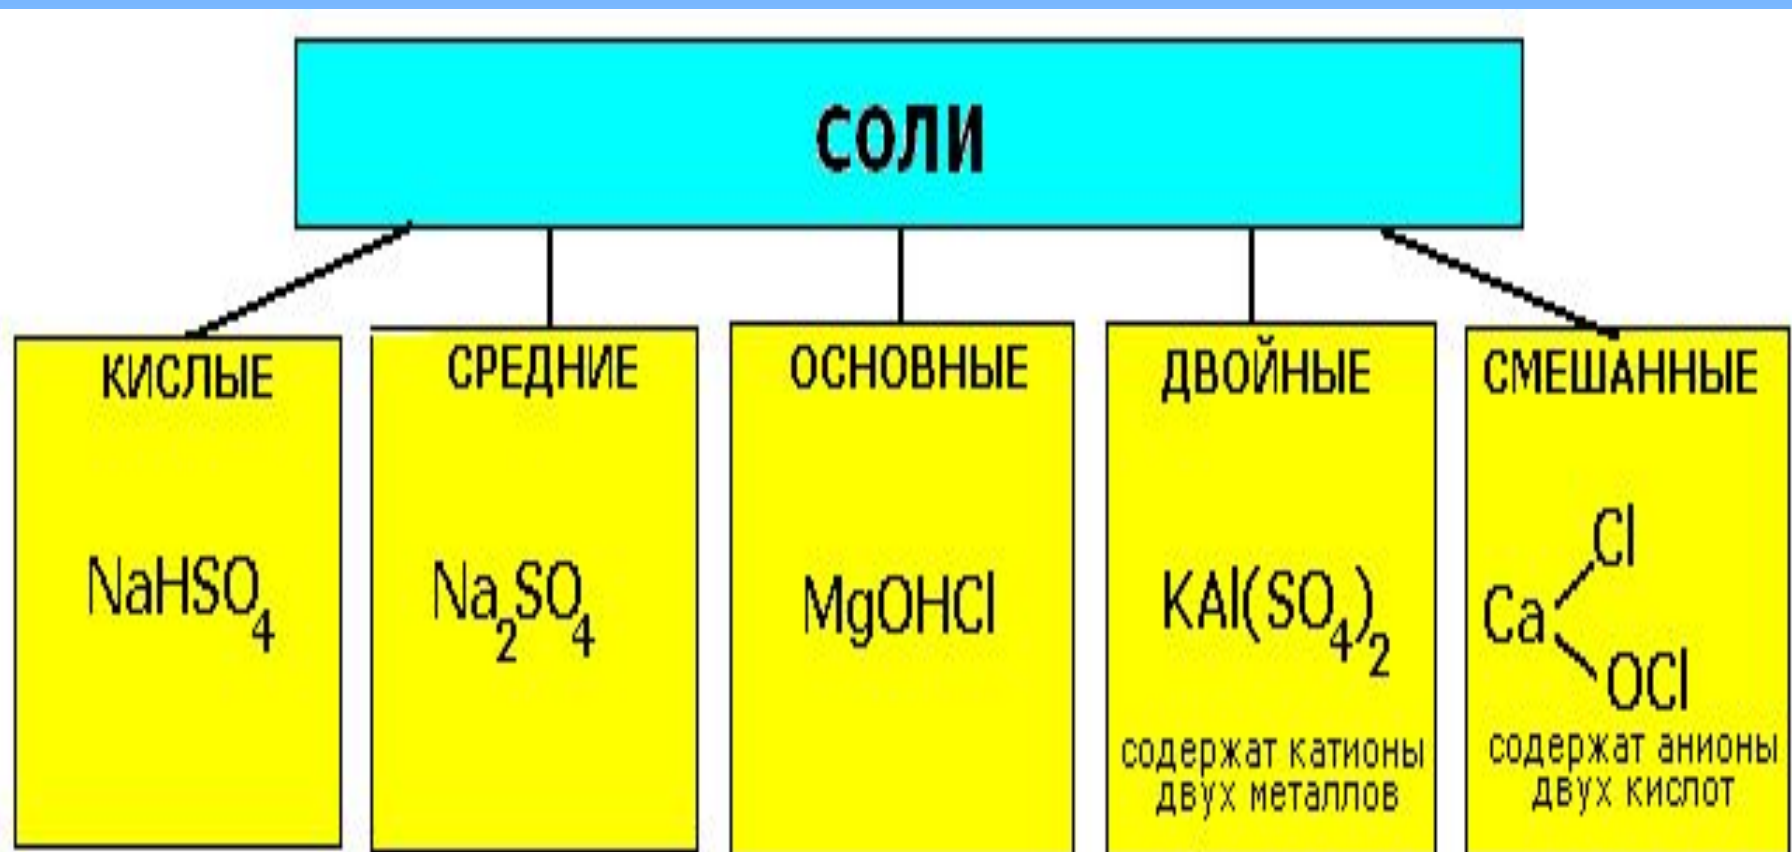 СОЛИ
КИСЛЫЕ
NaHSO₄
СРЕДНИЕ
Na₂SO₄
ОСНОВНЫЕ
MgOHCl
ДВОЙНЫЕ
KAl(SO₄)₂
содержат катионы
двух металлов
СМЕШАННЫЕ
Cl
Ca
OCl
содержат анионы
двух кислот